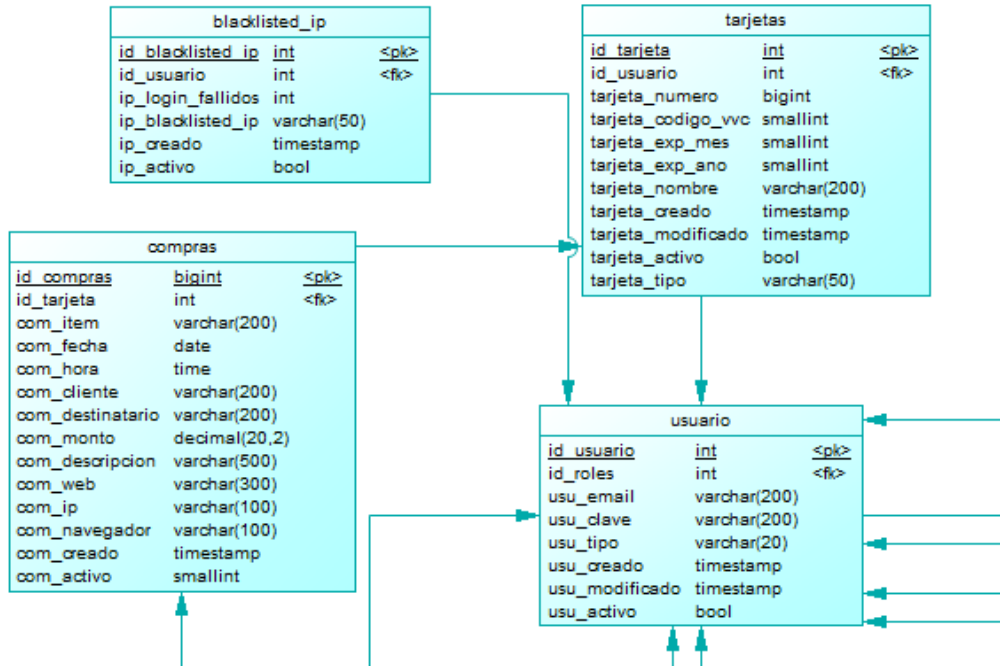 blacklisted_ip
id_blacklisted_ip int <pk>
id_usuario int <fk>
ip_login_fallidos int
ip_blacklisted_ip varchar(50)
ip_creado timestamp
ip_activo bool
tarjetas
id_tarjeta int <pk>
id_usuario int <fk>
tarjeta_numero bigint
tarjeta_codigo_vvc smallint
tarjeta_exp_mes smallint
tarjeta_exp_ano smallint
tarjeta_nombre varchar(200)
tarjeta_creado timestamp
tarjeta_modificado timestamp
tarjeta_activo bool
tarjeta_tipo varchar(50)
compras
id_compras bigint <pk>
id_tarjeta int <fk>
com_item varchar(200)
com_fecha date
com_hora time
com_cliente varchar(200)
com_destinatario varchar(200)
com_monto decimal(20,2)
com_descripcion varchar(500)
com_web varchar(300)
com_ip varchar(100)
com_navegador varchar(100)
com_creado timestamp
com_activo smallint
usuario
id_usuario int <pk>
id_roles int <fk>
usu_email varchar(200)
usu_clave varchar(200)
usu_tipo varchar(20)
usu_creado timestamp
usu_modificado timestamp
usu_activo bool